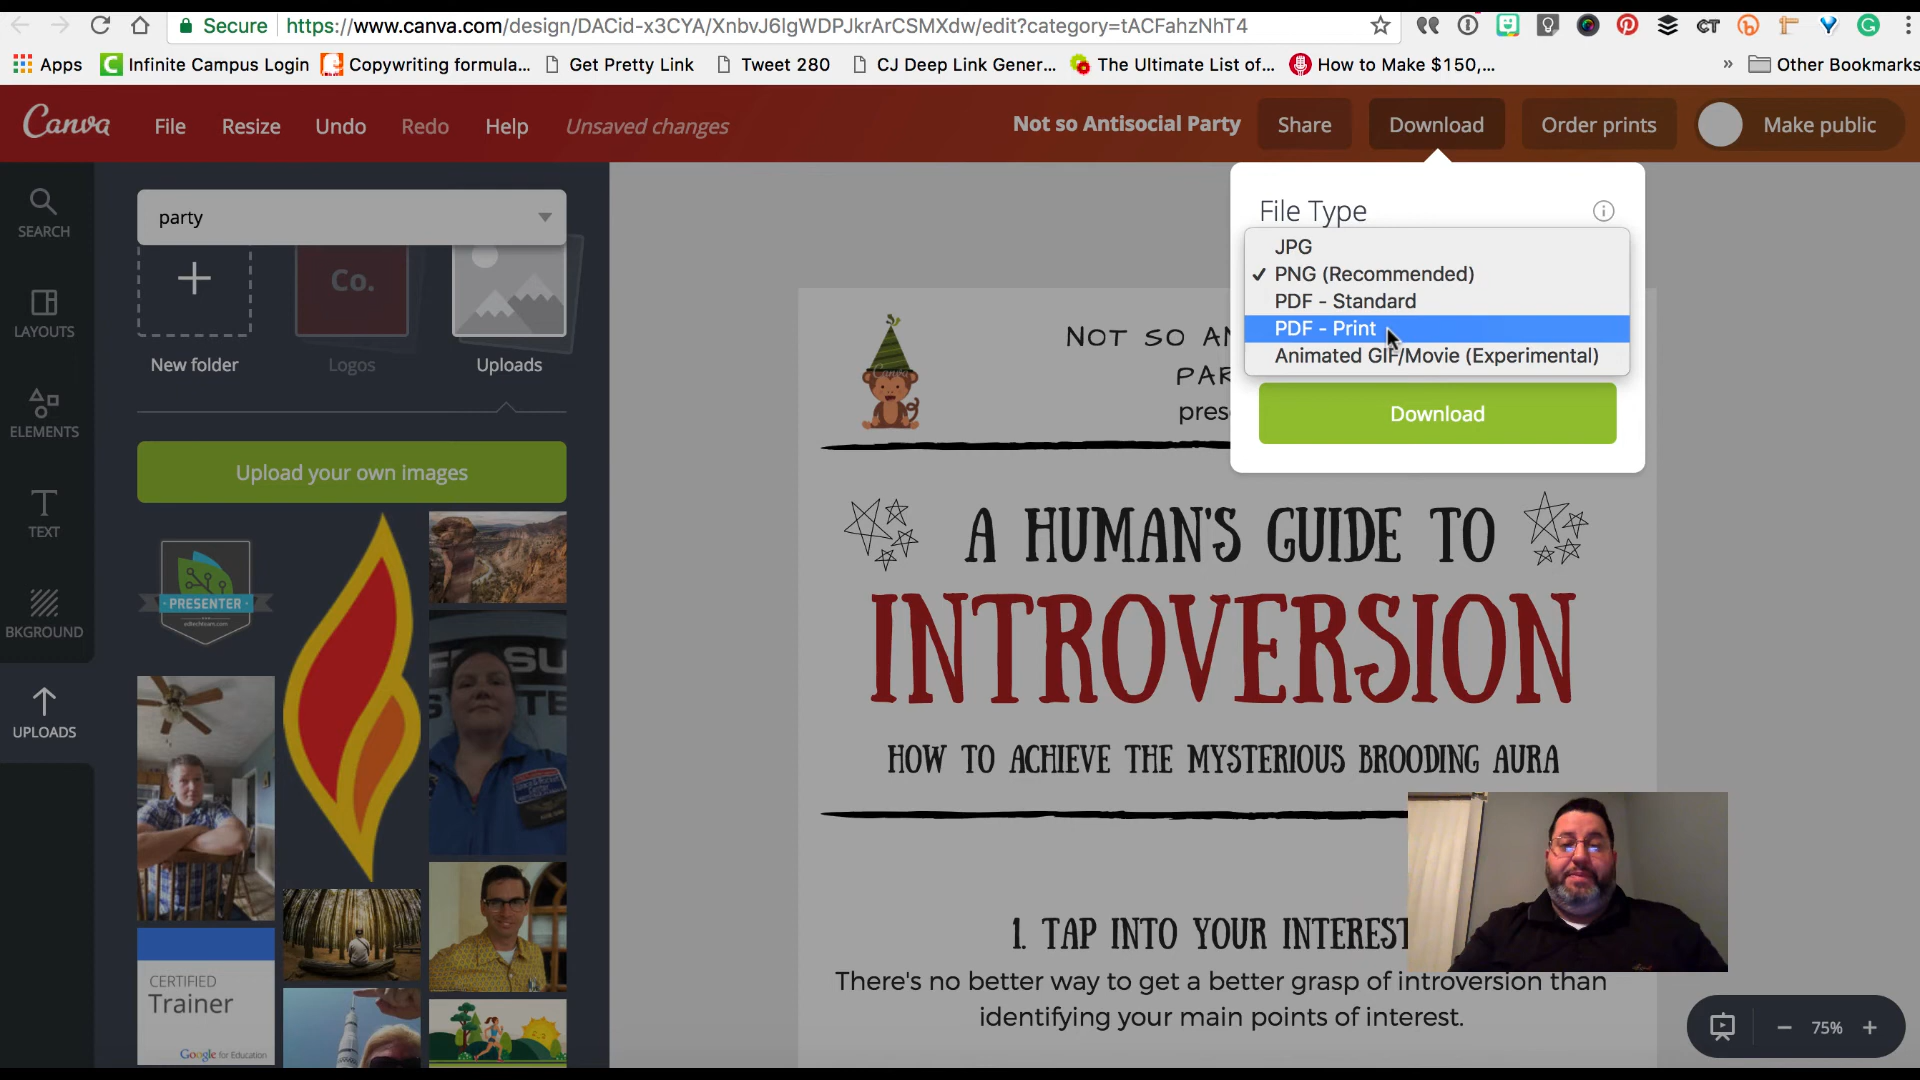 Secure https://www.canva.com/design/DACid-x3CYA/XnbvJ6lgWDPJkrArCSMXdw/edit?category=tACFahzNhT4
Apps Infinite Campus Login Copywriting formula... Get Pretty Link Tweet 280 CJ Deep Link Gener... The Ultimate List of... How to Make $150,... » Other Bookmarks
Canva File Resize Undo Redo Help Unsaved changes Not so Antisocial Party Share Download Order prints Make public
SEARCH
LAYOUTS
ELEMENTS
TEXT
BKGROUND
UPLOADS
party
Co.
New folder Logos Uploads
Upload your own images
PRESENTER
CERTIFIED
Trainer
Google for Education
File Type
JPG
✓ PNG (Recommended)
PDF - Standard
PDF - Print
Animated GIF/Movie (Experimental)
Download
NOT SO AN
PAR
prese
Canva
A HUMAN'S GUIDE TO
INTROVERSION
HOW TO ACHIEVE THE MYSTERIOUS BROODING AURA
1. TAP INTO YOUR INTEREST
There's no better way to get a better grasp of introversion than
identifying your main points of interest.
75%